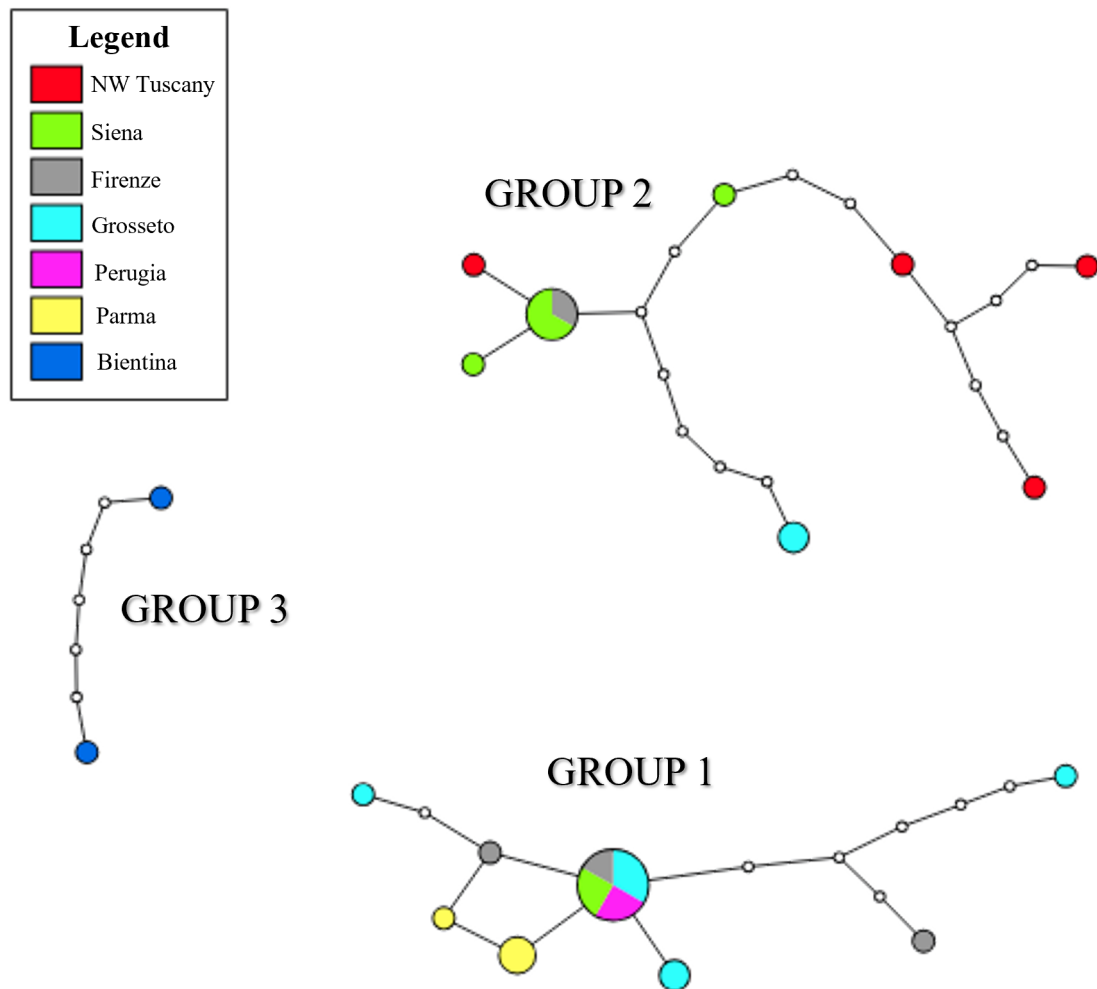 Legend
NW Tuscany
Siena
Firenze
Grosseto
Perugia
Parma
Bientina
GROUP 2
GROUP 3
GROUP 1